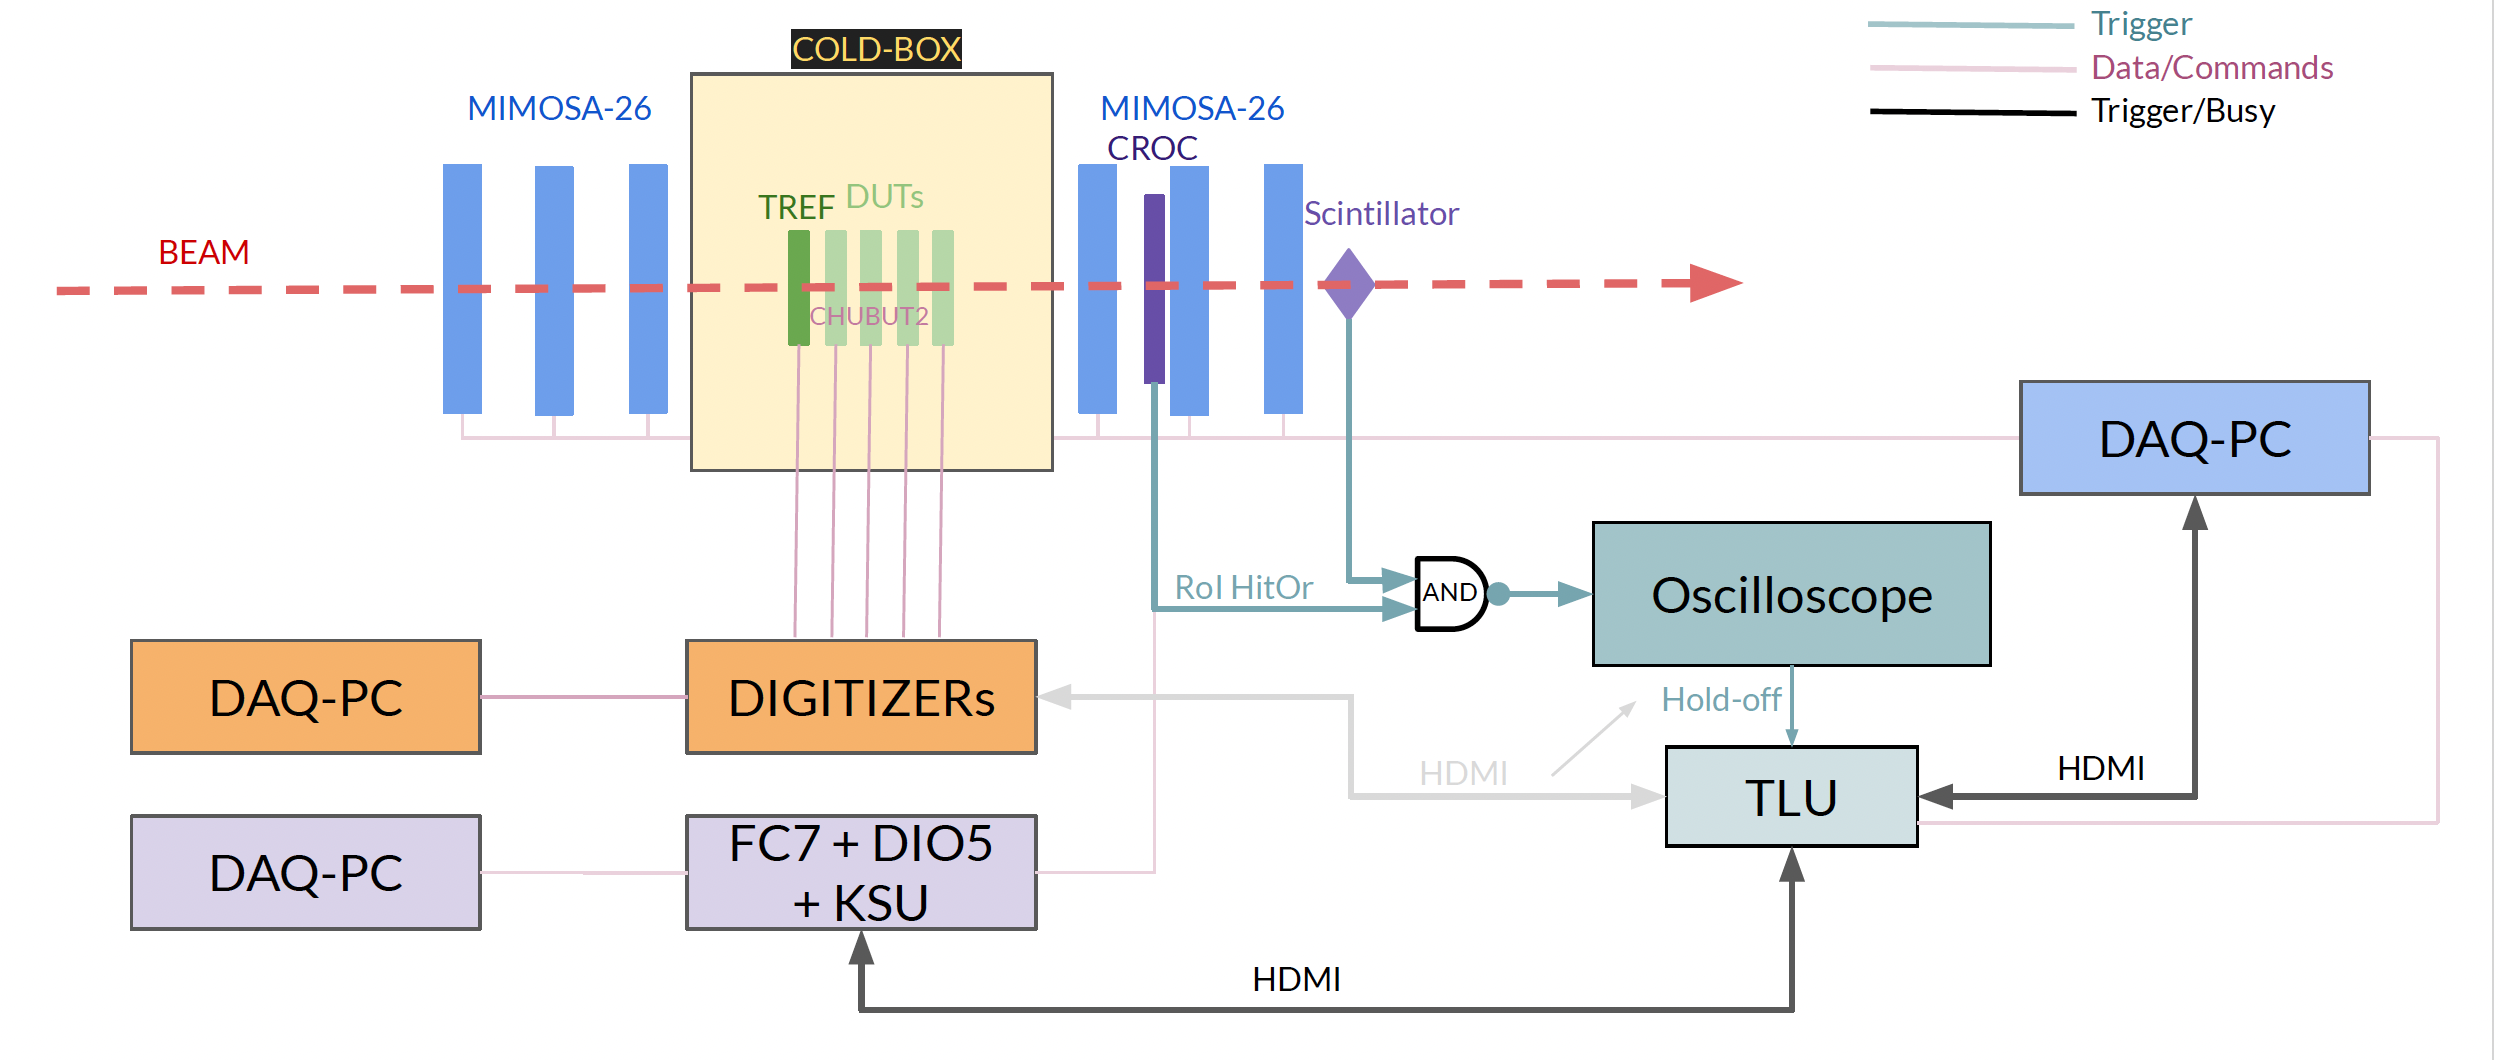 Trigger
Data/Commands
Trigger/Busy
COLD-BOX
MIMOSA-26
MIMOSA-26
CROC
TREF
DUTs
Scintillator
BEAM
CHUBUT2
DAQ-PC
RoI HitOr
AND
Oscilloscope
DAQ-PC
DIGITIZERs
Hold-off
HDMI
HDMI
TLU
DAQ-PC
FC7 + DIO5
+ KSU
HDMI